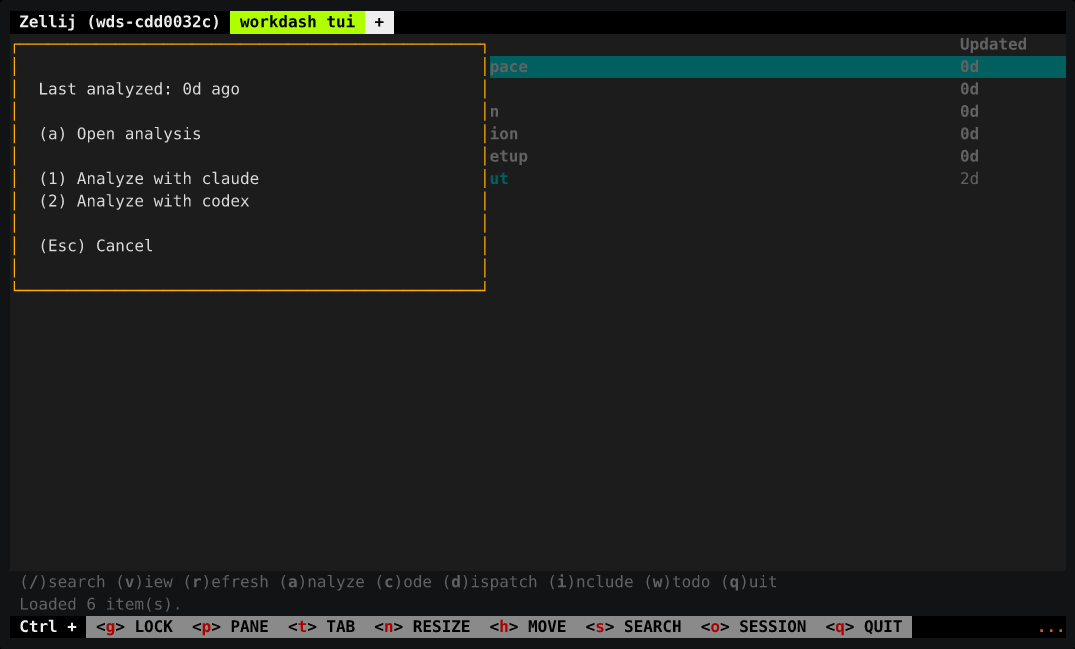 Zellij (wds-cdd0032c) workdash tui +
Updated
pace 0d
Last analyzed: 0d ago 0d
n 0d
(a) Open analysis ion 0d
etup 0d
(1) Analyze with claude ut 2d
(2) Analyze with codex
(Esc) Cancel
(/)search (v)iew (r)efresh (a)nalyze (c)ode (d)ispatch (i)nclude (w)todo (q)uit
Loaded 6 item(s).
Ctrl + <g> LOCK <p> PANE <t> TAB <n> RESIZE <h> MOVE <s> SEARCH <o> SESSION <q> QUIT ...